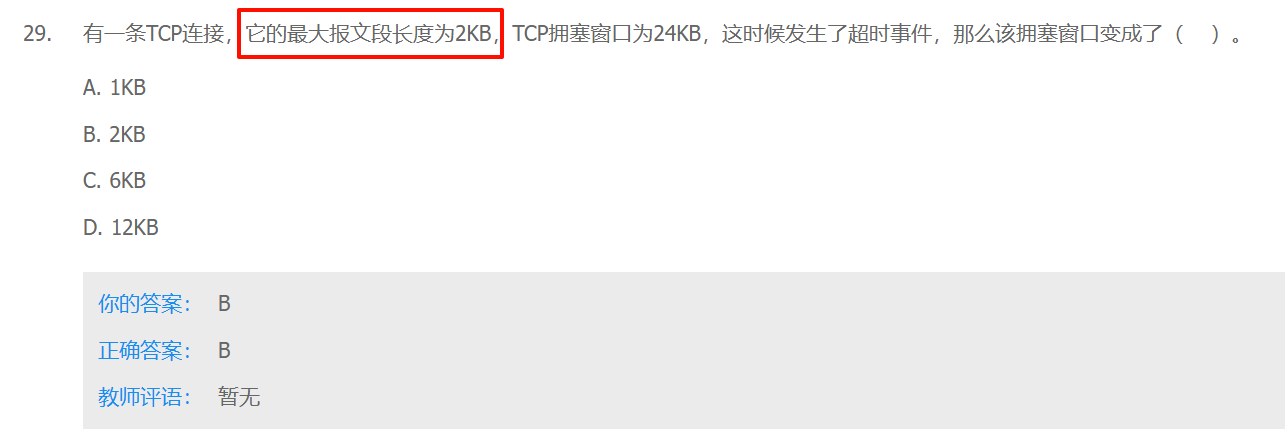 29. 有一条TCP连接，它的最大报文段长度为2KB，TCP拥塞窗口为24KB，这时候发生了超时事件，那么该拥塞窗口变成了（ ）。
A. 1KB
B. 2KB
C. 6KB
D. 12KB
你的答案： B
正确答案： B
教师评语： 暂无